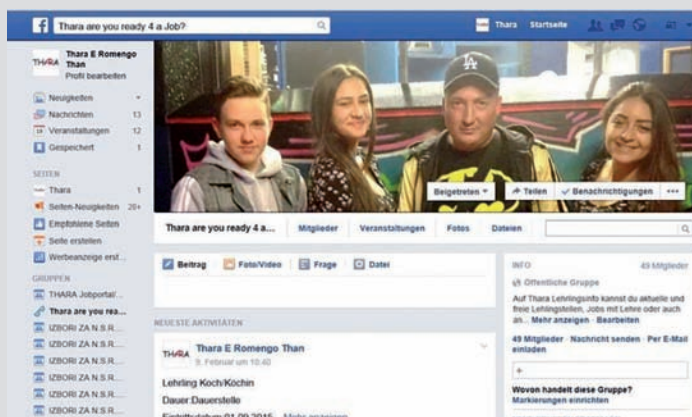 Thara are you ready 4 a Job?
Thara Startseite
Thara E Romengo
Than
Profil bearbeiten
Neuigkeiten
Nachrichten 13
Veranstaltungen 12
Gespeichert 1
SEITEN
Thara 1
Seiten-Neuigkeiten 20+
Empfohlene Seiten
Seite erstellen
Werbeanzeige erst...
GRUPPEN
THARA Jobportal/...
Thara are you rea...
IZBORI ZA N.S.R....
IZBORI ZA N.S.R....
IZBORI ZA N.S.R....
IZBORI ZA N.S.R....
IZBORI ZA N.S.R....
LA
Beigetreten Teilen Benachrichtigungen
Thara are you ready 4 a... Mitglieder Veranstaltungen Fotos Dateien
Beitrag Foto/Video Frage Datei
NEUESTE AKTIVITÄTEN
THARA
Thara E Romengo Than
9. Februar um 10:40
Lehrling Koch/Köchin
Dauer:Dauerstelle
Eintrittsdatum:01.09.2015 Mehr anzeigen
INFO 49 Mitglieder
Öffentliche Gruppe
Auf Thara Lehrlingsinfo kannst du aktuelle und
freie Lehrlingstellen, Jobs mit Lehre oder auch
an... Mehr anzeigen · Bearbeiten
49 Mitglieder · Nachricht senden · Per E-Mail
einladen
+
Wovon handelt diese Gruppe?
Markierungen einrichten